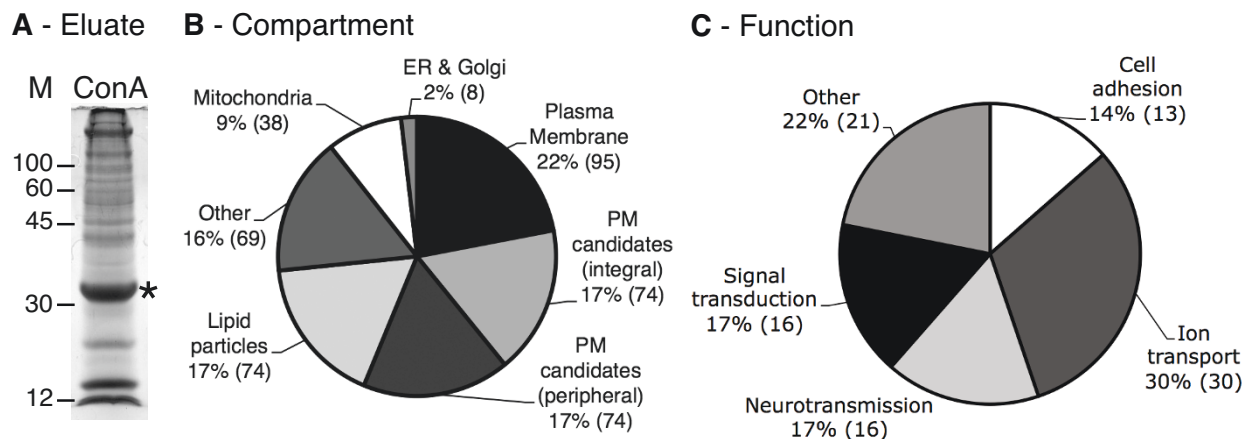 A - Eluate
M ConA
100
60
45
30
12
*
B - Compartment
ER & Golgi
2% (8)
Mitochondria
9% (38)
Plasma
Membrane
22% (95)
Other
16% (69)
PM
candidates
(integral)
17% (74)
Lipid
particles
17% (74)
PM
candidates
(peripheral)
17% (74)
C - Function
Cell
adhesion
14% (13)
Other
22% (21)
Signal
transduction
17% (16)
Ion
transport
30% (30)
Neurotransmission
17% (16)